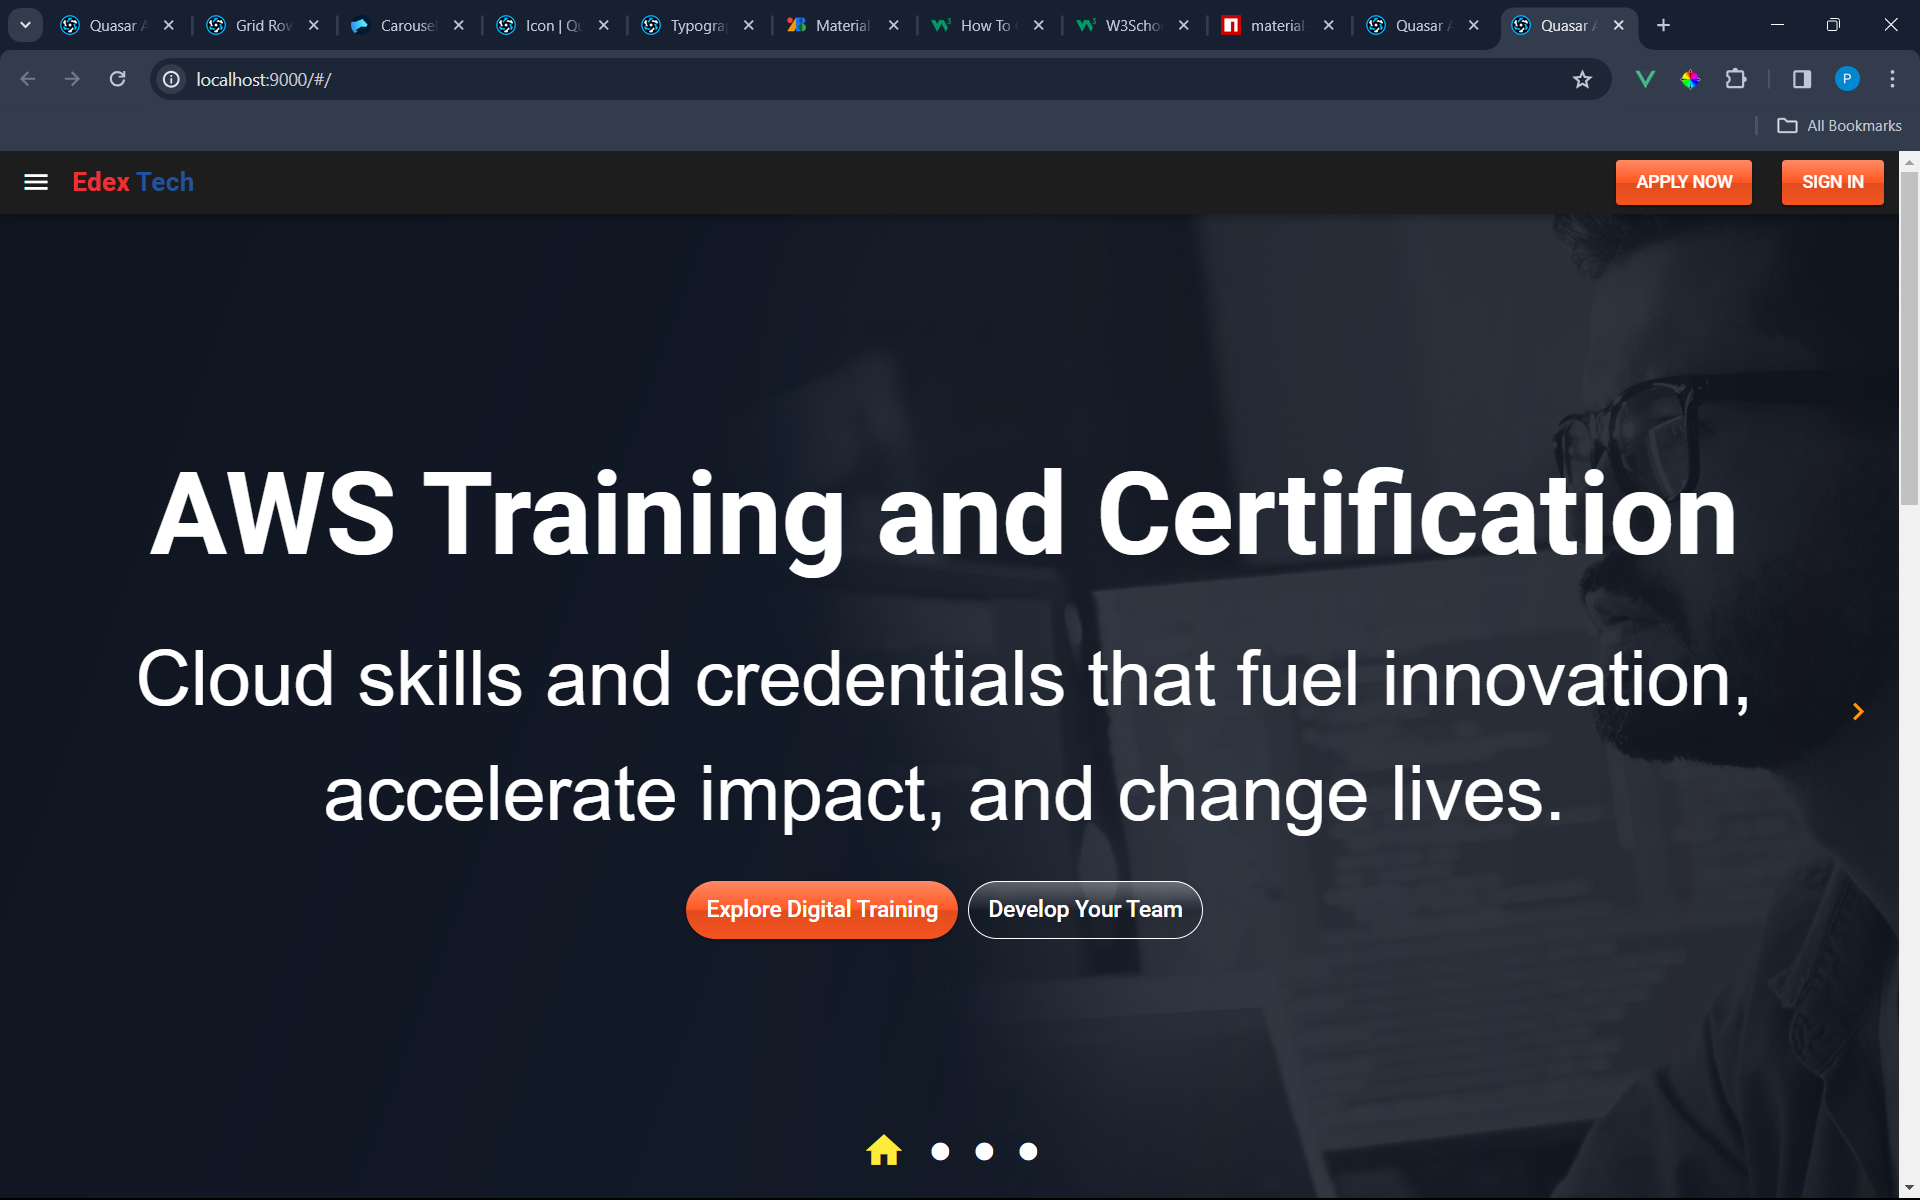 Quasar A
Grid Row
Carousel
Icon | Qu
Typogra
Material
How To
W3Scho
material-
Quasar A
Quasar A
localhost:9000/#/
P
All Bookmarks
Edex Tech
APPLY NOW
SIGN IN
AWS Training and Certification
Cloud skills and credentials that fuel innovation,
accelerate impact, and change lives.
Explore Digital Training
Develop Your Team